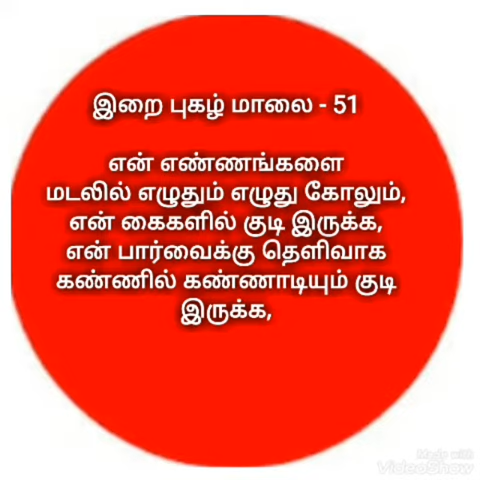 இறை புகழ் மாலை - 51
என் எண்ணங்களை
மடலில் எழுதும் எழுது கோலும்,
என் கைகளில் குடி இருக்க,
என் பார்வைக்கு தெளிவாக
கண்ணில் கண்ணாடியும் குடி
இருக்க,
Made with
VideoShow